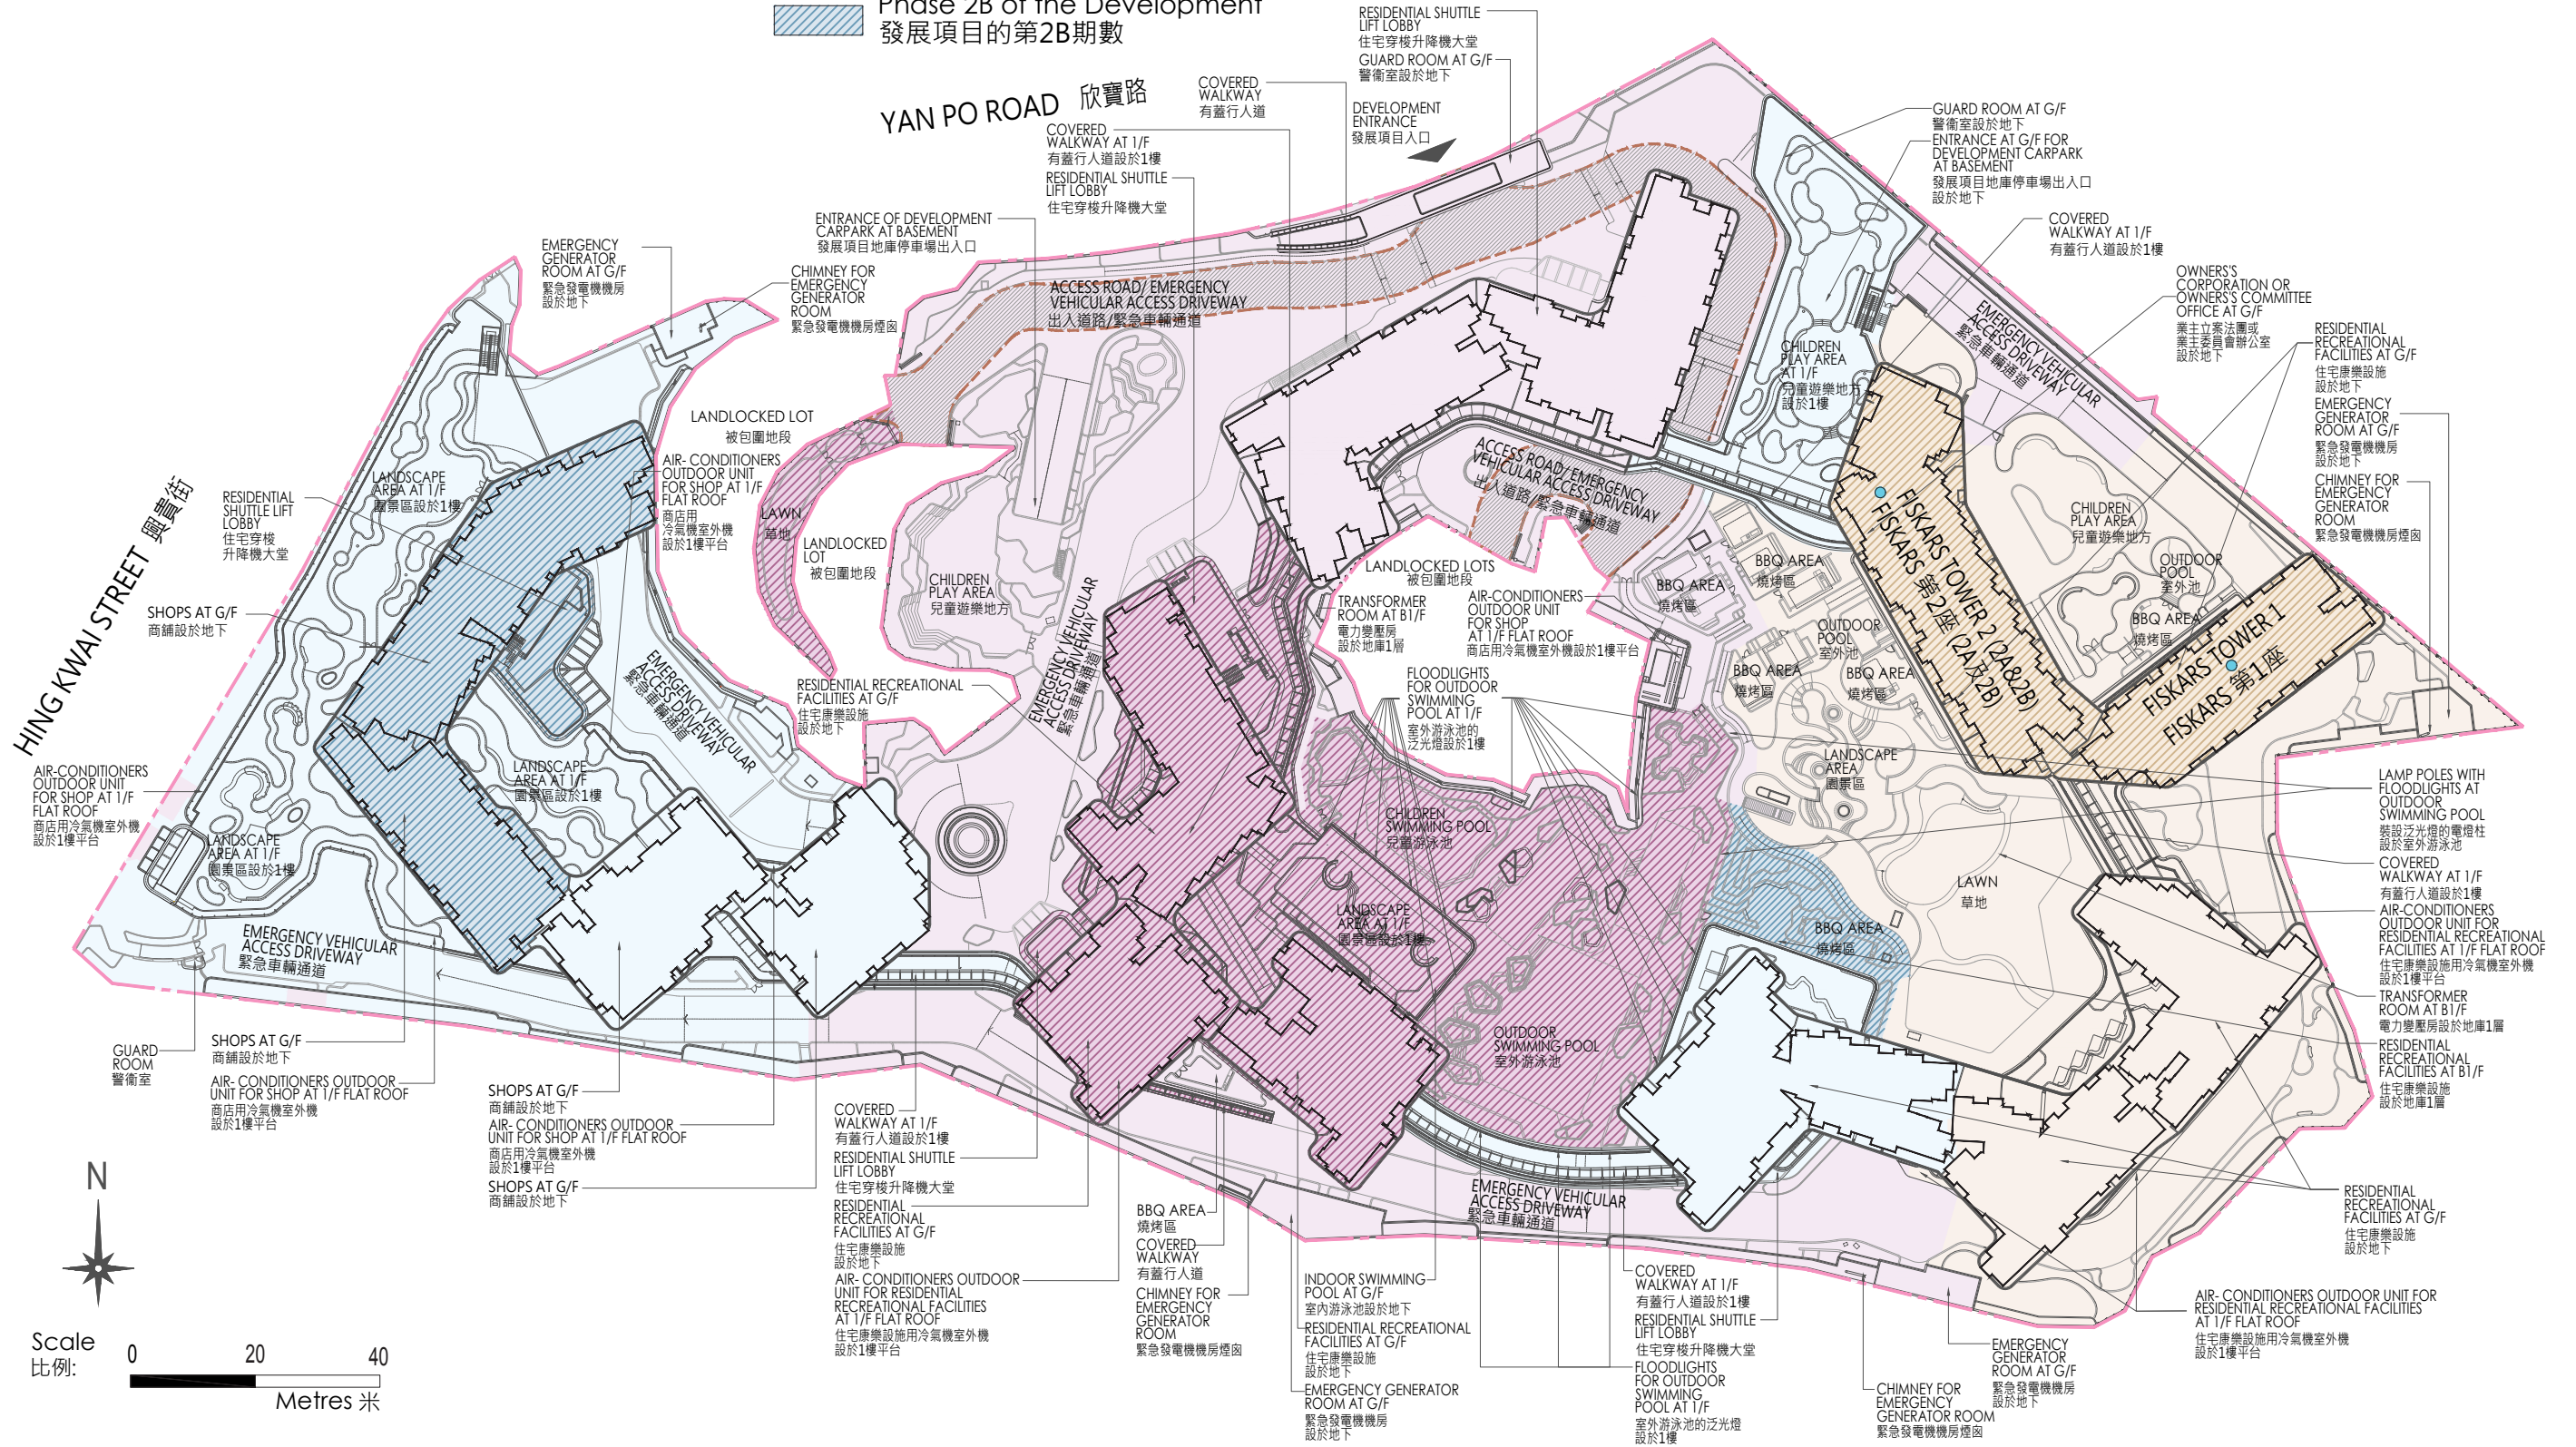 Phase 2B of the Development
發展項目的第2B期數
YAN PO ROAD 欣寶路
COVERED
WALKWAY
有蓋行人道
RESIDENTIAL SHUTTLE
LIFT LOBBY
住宅穿梭升降機大堂
GUARD ROOM AT G/F
警衞室設於地下
DEVELOPMENT
ENTRANCE
發展項目入口
COVERED
WALKWAY AT 1/F
有蓋行人道設於1樓
RESIDENTIAL SHUTTLE
LIFT LOBBY
住宅穿梭升降機大堂
ENTRANCE OF DEVELOPMENT
CARPARK AT BASEMENT
發展項目地庫停車場出入口
EMERGENCY
GENERATOR
ROOM AT G/F
緊急發電機機房
設於地下
CHIMNEY FOR
EMERGENCY
GENERATOR
ROOM
緊急發電機機房煙囪
GUARD ROOM AT G/F
警衞室設於地下
ENTRANCE AT G/F FOR
DEVELOPMENT CARPARK
AT BASEMENT
發展項目地庫停車場出入口
設於地下
COVERED
WALKWAY AT 1/F
有蓋行人道設於1樓
OWNERS'S
CORPORATION OR
OWNERS'S COMMITTEE
OFFICE AT G/F
業主立案法團或
業主委員會辦公室
設於地下
RESIDENTIAL
RECREATIONAL
FACILITIES AT G/F
住宅康樂設施
設於地下
EMERGENCY
GENERATOR
ROOM AT G/F
緊急發電機機房
設於地下
CHIMNEY FOR
EMERGENCY
GENERATOR
ROOM
緊急發電機機房煙囪
ACCESS ROAD/ EMERGENCY
VEHICULAR ACCESS DRIVEWAY
出入道路/緊急車輛通道
EMERGENCY VEHICULAR
ACCESS DRIVEWAY
緊急車輛通道
CHILDREN
PLAY AREA
AT 1/F
兒童遊樂地方
設於1樓
LANDLOCKED LOT
被包圍地段
AIR- CONDITIONERS
OUTDOOR UNIT
FOR SHOP AT 1/F
FLAT ROOF
商店用
冷氣機室外機
設於1樓平台
LAWN
草地
LANDLOCKED
LOT
被包圍地段
LANDSCAPE
AREA AT 1/F
園景區設於1樓
RESIDENTIAL
SHUTTLE LIFT
LOBBY
住宅穿梭
升降機大堂
HING KWAI STREET 興貴街
SHOPS AT G/F
商鋪設於地下
CHILDREN
PLAY AREA
兒童遊樂地方
EMERGENCY VEHICULAR
ACCESS DRIVEWAY
緊急車輛通道
ACCESS ROAD/ EMERGENCY
VEHICULAR ACCESS DRIVEWAY
出入道路/緊急車輛通道
LANDLOCKED LOTS
被包圍地段
TRANSFORMER
ROOM AT B1/F
電力變壓房
設於地庫1層
AIR-CONDITIONERS
OUTDOOR UNIT
FOR SHOP
AT 1/F FLAT ROOF
商店用冷氣機室外機設於1樓平台
BBQ AREA
燒烤區
BBQ AREA
燒烤區
OUTDOOR
POOL
室外池
BBQ AREA
燒烤區
BBQ AREA
燒烤區
FISKARS TOWER 2 (2A&2B)
FISKARS 第2座 (2A及2B)
CHILDREN
PLAY AREA
兒童遊樂地方
OUTDOOR
POOL
室外池
BBQ AREA
燒烤區
FISKARS TOWER 1
FISKARS 第1座
EMERGENCY VEHICULAR
ACCESS DRIVEWAY
緊急車輛通道
RESIDENTIAL RECREATIONAL
FACILITIES AT G/F
住宅康樂設施
設於地下
FLOODLIGHTS
FOR OUTDOOR
SWIMMING
POOL AT 1/F
室外游泳池的
泛光燈設於1樓
LANDSCAPE
AREA
園景區
LANDSCAPE
AREA AT 1/F
園景區設於1樓
AIR-CONDITIONERS
OUTDOOR UNIT
FOR SHOP AT 1/F
FLAT ROOF
商店用冷氣機室外機
設於1樓平台
LANDSCAPE
AREA AT 1/F
園景區設於1樓
CHILDREN
SWIMMING POOL
兒童游泳池
LANDSCAPE
AREA AT 1/F
園景區設於1樓
LAWN
草地
BBQ AREA
燒烤區
LAMP POLES WITH
FLOODLIGHTS AT
OUTDOOR
SWIMMING POOL
裝設泛光燈的電燈柱
設於室外游泳池
COVERED
WALKWAY AT 1/F
有蓋行人道設於1樓
AIR-CONDITIONERS
OUTDOOR UNIT FOR
RESIDENTIAL RECREATIONAL
FACILITIES AT 1/F FLAT ROOF
住宅康樂設施用冷氣機室外機
設於1樓平台
TRANSFORMER
ROOM AT B1/F
電力變壓房設於地庫1層
RESIDENTIAL
RECREATIONAL
FACILITIES AT B1/F
住宅康樂設施
設於地庫1層
EMERGENCY VEHICULAR
ACCESS DRIVEWAY
緊急車輛通道
OUTDOOR
SWIMMING POOL
室外游泳池
GUARD
ROOM
警衞室
SHOPS AT G/F
商鋪設於地下
AIR- CONDITIONERS OUTDOOR
UNIT FOR SHOP AT 1/F FLAT ROOF
商店用冷氣機室外機
設於1樓平台
SHOPS AT G/F
商鋪設於地下
AIR- CONDITIONERS OUTDOOR
UNIT FOR SHOP AT 1/F FLAT ROOF
商店用冷氣機室外機
設於1樓平台
SHOPS AT G/F
商鋪設於地下
COVERED
WALKWAY AT 1/F
有蓋行人道設於1樓
RESIDENTIAL SHUTTLE
LIFT LOBBY
住宅穿梭升降機大堂
RESIDENTIAL
RECREATIONAL
FACILITIES AT G/F
住宅康樂設施
設於地下
AIR- CONDITIONERS OUTDOOR
UNIT FOR RESIDENTIAL
RECREATIONAL FACILITIES
AT 1/F FLAT ROOF
住宅康樂設施用冷氣機室外機
設於1樓平台
BBQ AREA
燒烤區
COVERED
WALKWAY
有蓋行人道
CHIMNEY FOR
EMERGENCY
GENERATOR
ROOM
緊急發電機機房煙囪
EMERGENCY VEHICULAR
ACCESS DRIVEWAY
緊急車輛通道
INDOOR SWIMMING
POOL AT G/F
室內游泳池設於地下
RESIDENTIAL RECREATIONAL
FACILITIES AT G/F
住宅康樂設施
設於地下
EMERGENCY GENERATOR
ROOM AT G/F
緊急發電機機房
設於地下
COVERED
WALKWAY AT 1/F
有蓋行人道設於1樓
RESIDENTIAL SHUTTLE
LIFT LOBBY
住宅穿梭升降機大堂
FLOODLIGHTS
FOR OUTDOOR
SWIMMING
POOL AT 1/F
室外游泳池的泛光燈
設於1樓
RESIDENTIAL
RECREATIONAL
FACILITIES AT G/F
住宅康樂設施
設於地下
AIR- CONDITIONERS OUTDOOR UNIT FOR
RESIDENTIAL RECREATIONAL FACILITIES
AT 1/F FLAT ROOF
住宅康樂設施用冷氣機室外機
設於1樓平台
EMERGENCY
GENERATOR
ROOM AT G/F
緊急發電機機房
設於地下
CHIMNEY FOR
EMERGENCY
GENERATOR ROOM
緊急發電機機房煙囪
N
Scale
比例:
0 20 40
Metres 米